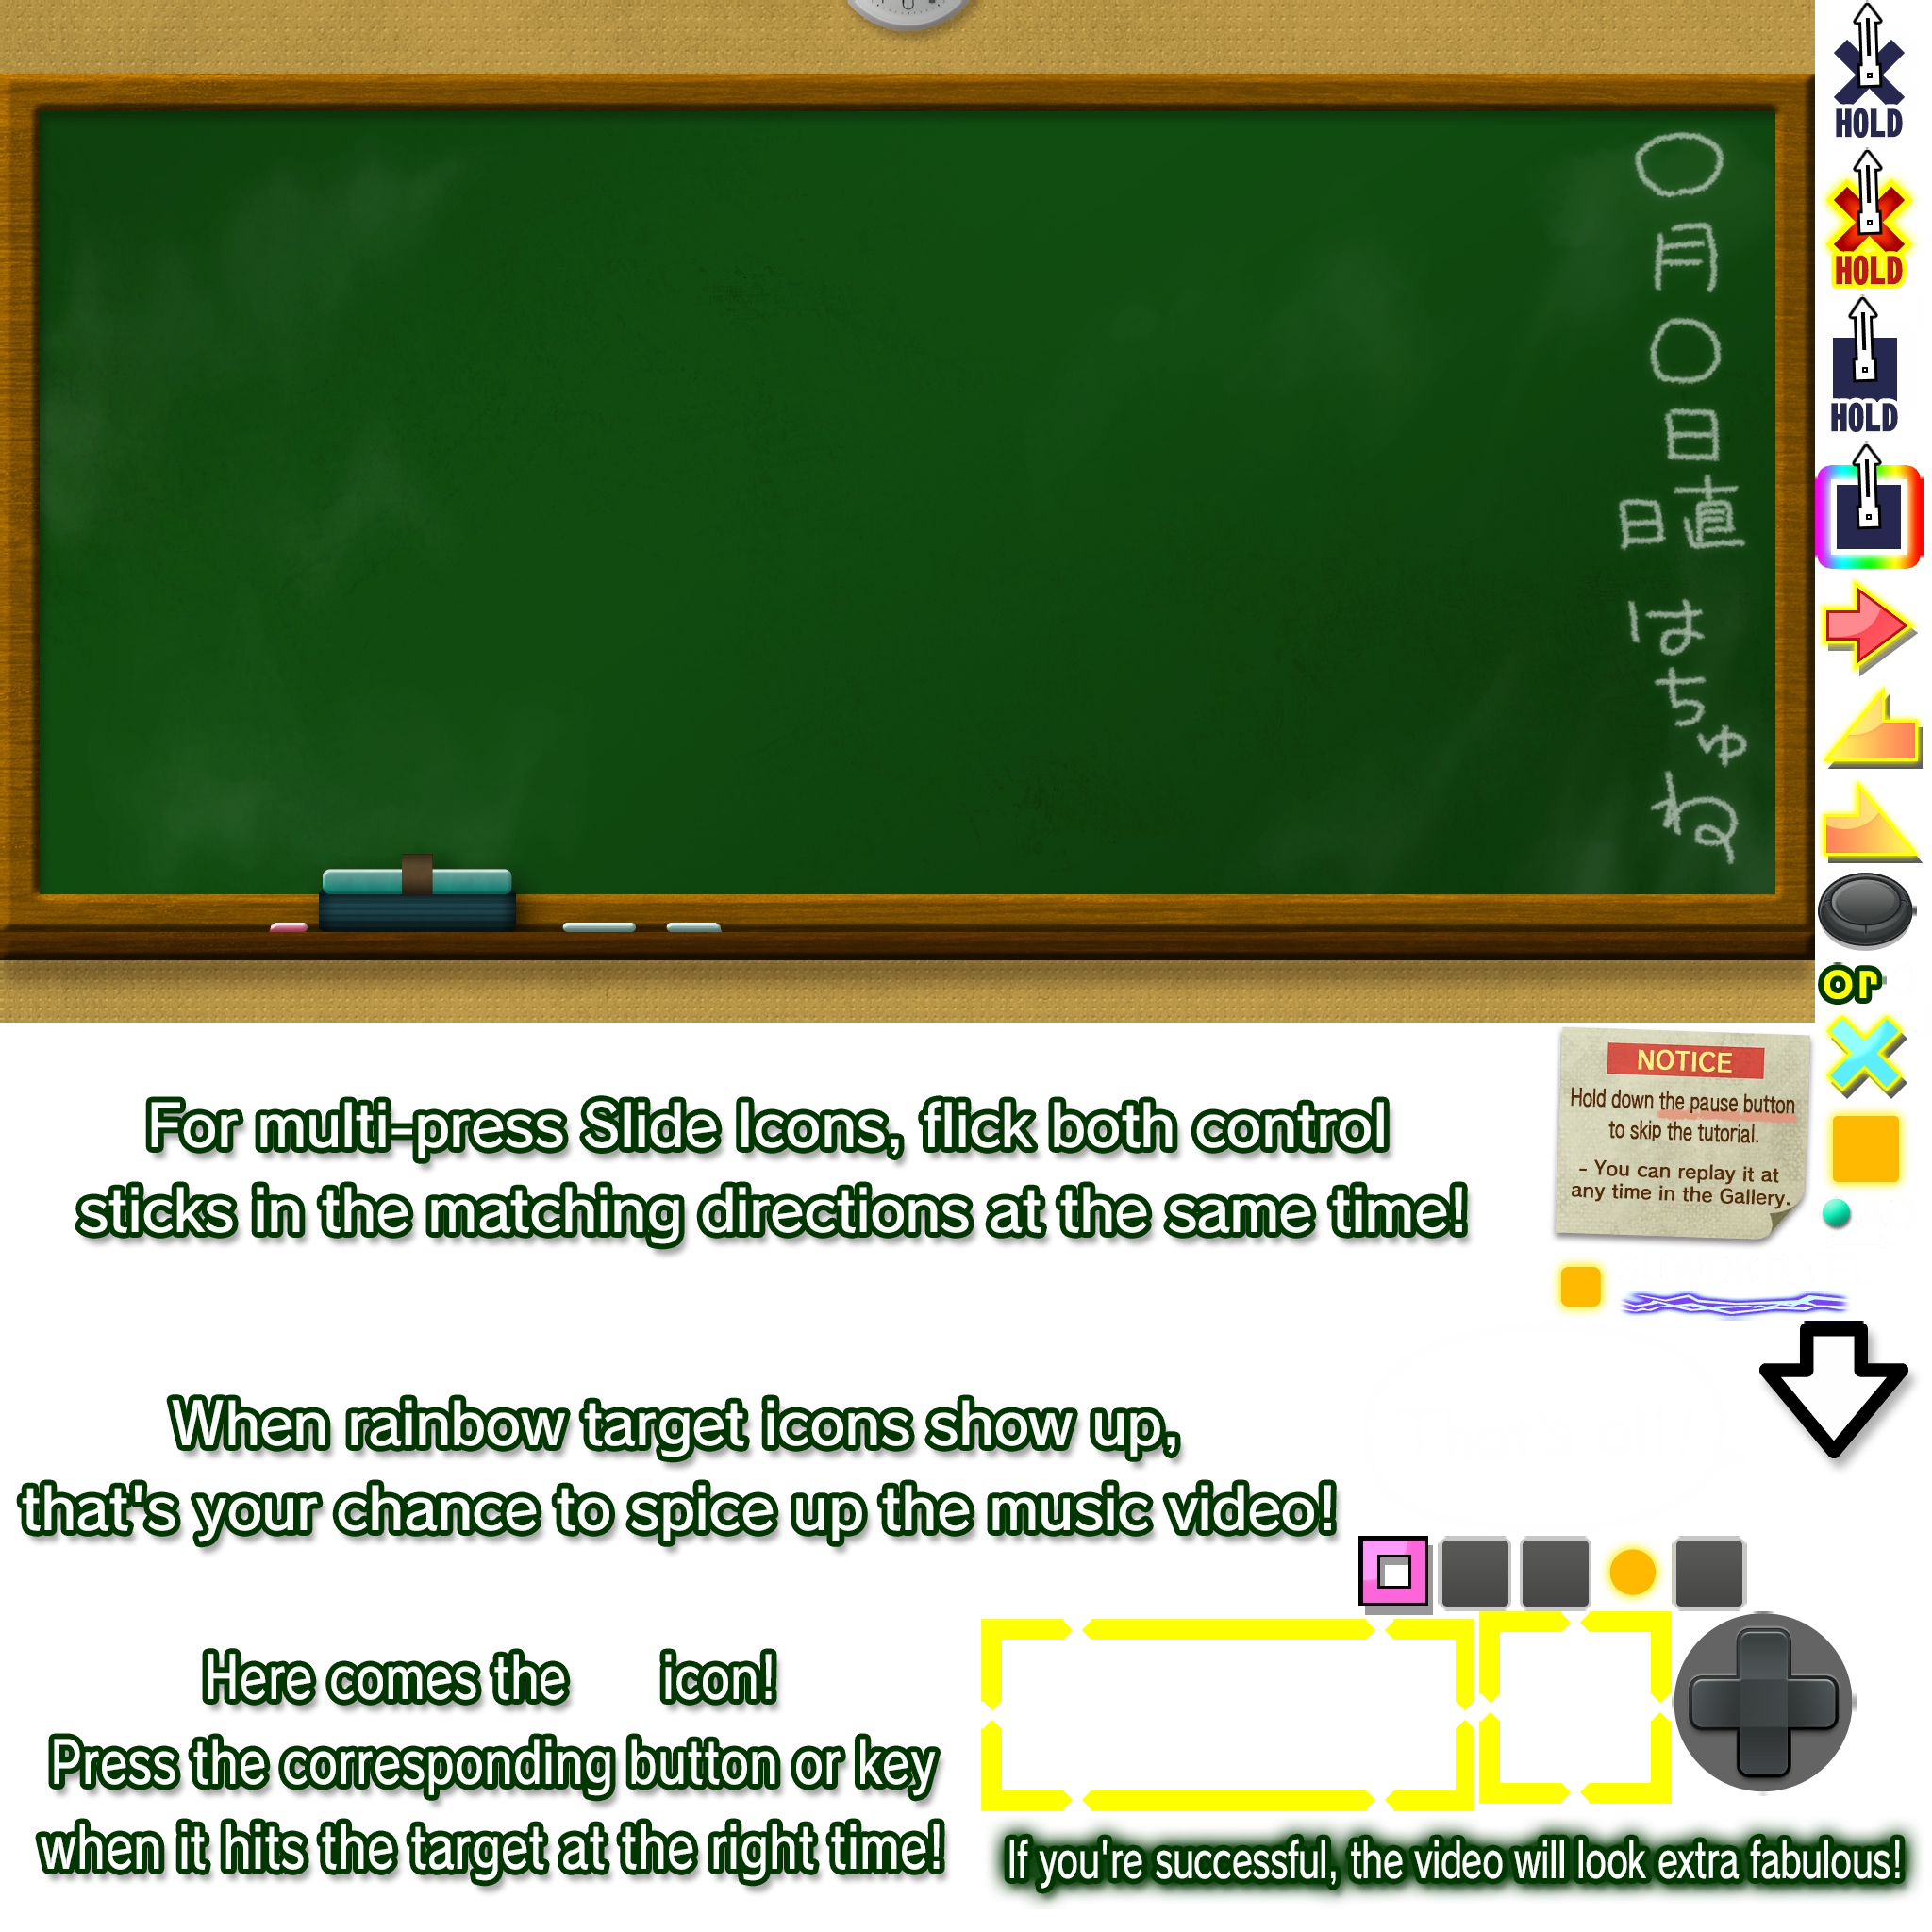 〇月〇日
日直
はちゅね
HOLD
HOLD
HOLD
or
NOTICE
Hold down the pause button
to skip the tutorial.
- You can replay it at
any time in the Gallery.
For multi-press Slide Icons, flick both control
sticks in the matching directions at the same time!
When rainbow target icons show up,
that's your chance to spice up the music video!
Here comes the icon!
Press the corresponding button or key
when it hits the target at the right time!
If you're successful, the video will look extra fabulous!